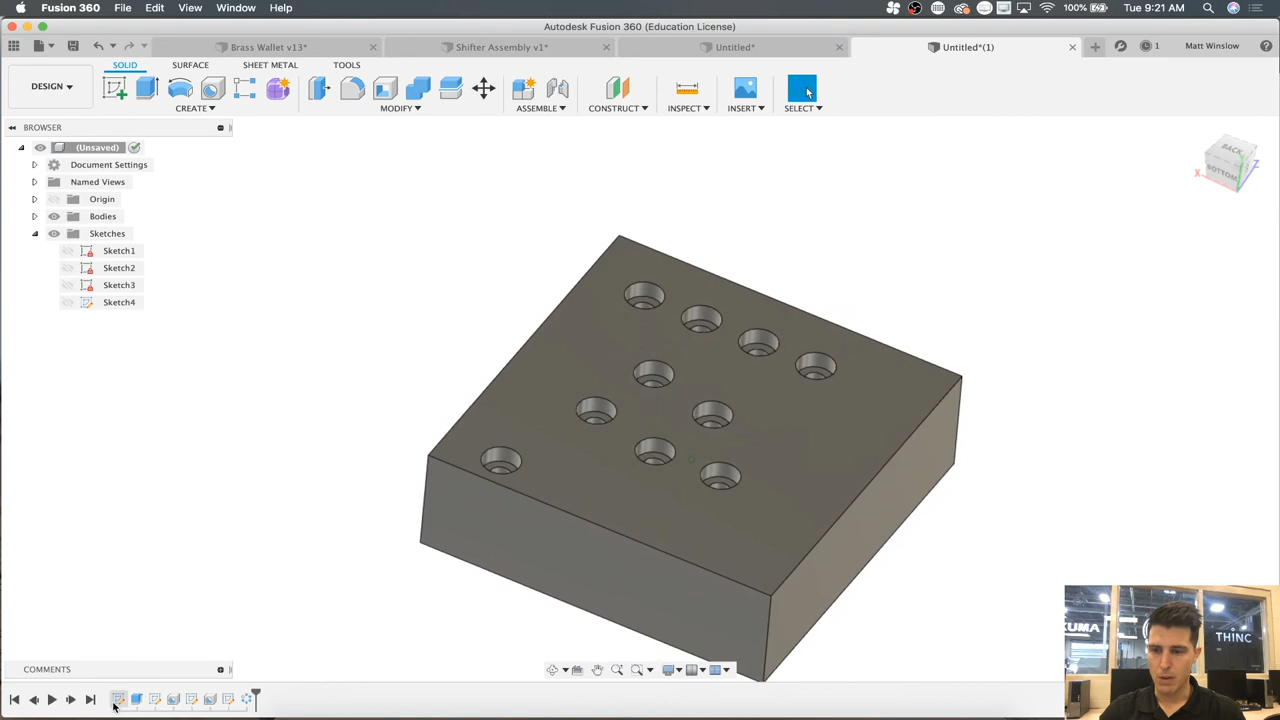 Fusion 360 File Edit View Window Help 100% Tue 9:21 AM
Autodesk Fusion 360 (Education License)
Brass Wallet v13* Shifter Assembly v1* Untitled* Untitled*(1) 1 Matt Winslow
SOLID SURFACE SHEET METAL TOOLS
DESIGN
CREATE MODIFY ASSEMBLE CONSTRUCT INSPECT INSERT SELECT
BROWSER
(Unsaved)
Document Settings
Named Views
Origin
Bodies
Sketches
Sketch1
Sketch2
Sketch3
Sketch4
BACK
BOTTOM
X
Z
KUMA
THINC
COMMENTS